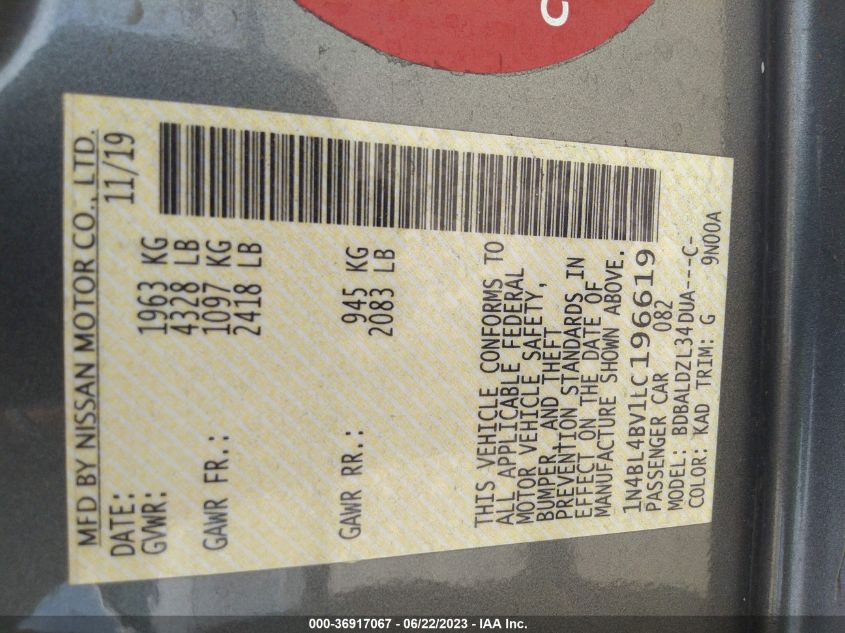 MFD BY NISSAN MOTOR CO., LTD.
DATE: 11/19
GVWR: 1963 KG
4328 LB
GAWR FR.: 1097 KG
2418 LB
GAWR RR.: 945 KG
2083 LB
THIS VEHICLE CONFORMS TO
ALL APPLICABLE FEDERAL
MOTOR VEHICLE SAFETY,
BUMPER, AND THEFT
PREVENTION STANDARDS IN
EFFECT ON THE DATE OF
MANUFACTURE SHOWN ABOVE.
1N4BL4BV1LC196619
PASSENGER CAR 082
MODEL: BDBALDZL34DUA---C-
COLOR: KAD TRIM: G 9N00A
C
000-36917067 - 06/22/2023 - IAA Inc.